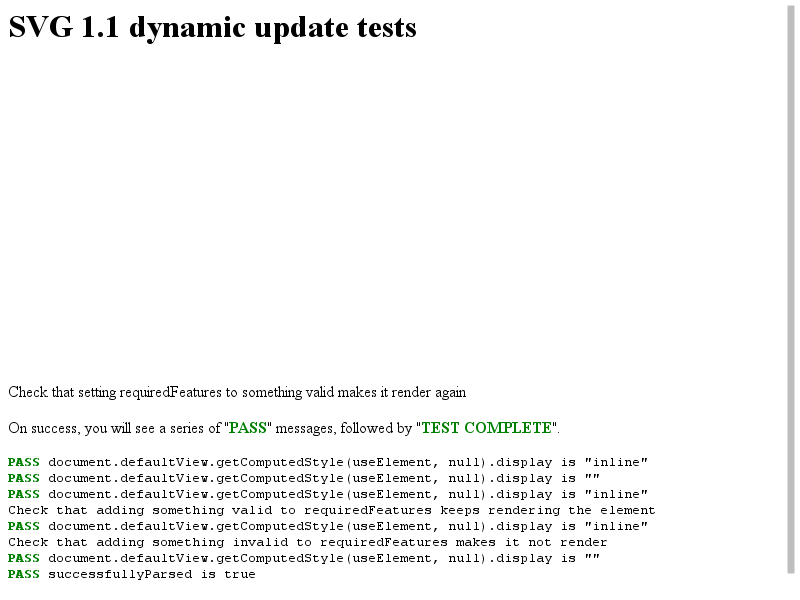 SVG 1.1 dynamic update tests
Check that setting requiredFeatures to something valid makes it render again
On success, you will see a series of "PASS" messages, followed by "TEST COMPLETE".
PASS document.defaultView.getComputedStyle(useElement, null).display is "inline"
PASS document.defaultView.getComputedStyle(useElement, null).display is ""
PASS document.defaultView.getComputedStyle(useElement, null).display is "inline"
Check that adding something valid to requiredFeatures keeps rendering the element
PASS document.defaultView.getComputedStyle(useElement, null).display is "inline"
Check that adding something invalid to requiredFeatures makes it not render
PASS document.defaultView.getComputedStyle(useElement, null).display is ""
PASS successfullyParsed is true